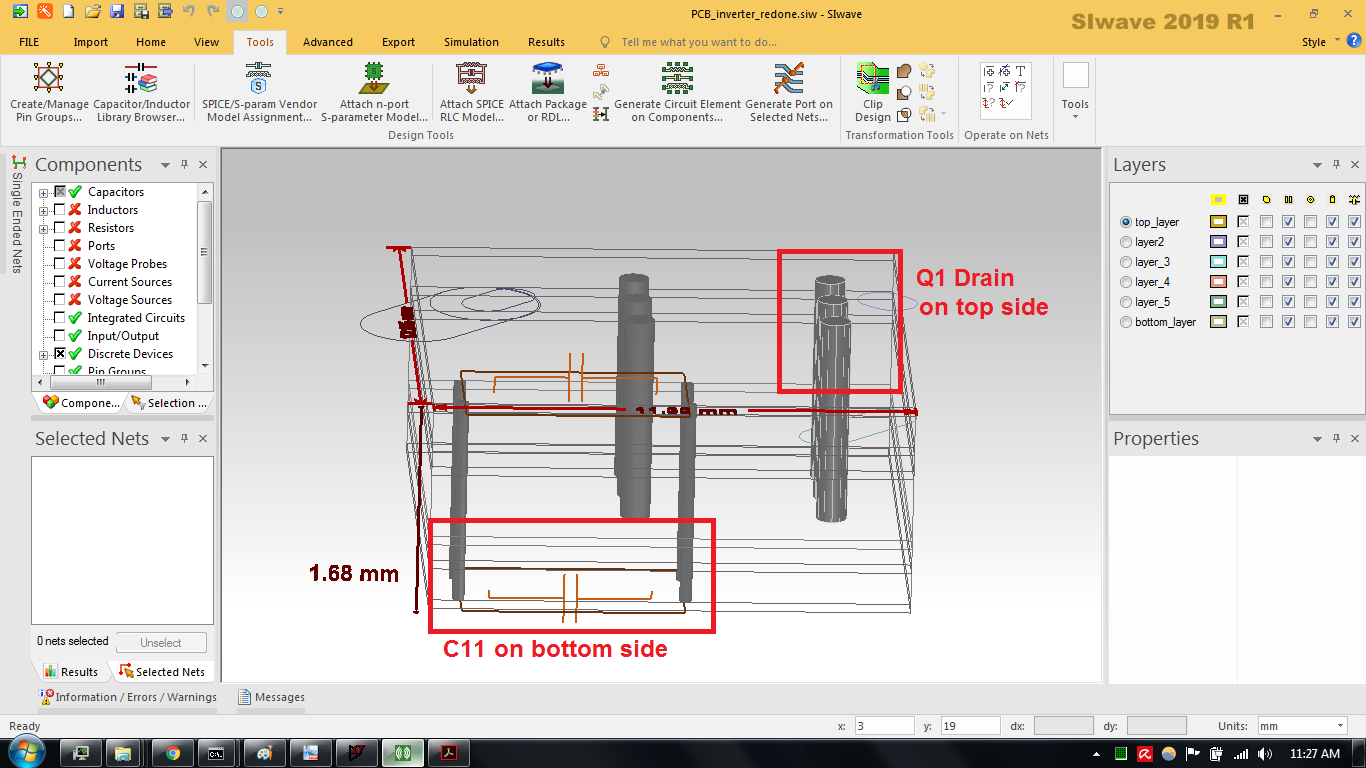 PCB_inverter_redone.siw - SIwave
SIwave 2019 R1
FILE Import Home View Tools Advanced Export Simulation Results Tell me what you want to do... Style
Create/Manage Pin Groups...
Capacitor/Inductor Library Browser...
SPICE/S-param Vendor Model Assignment...
Attach n-port S-parameter Model...
Attach SPICE RLC Model...
Attach Package or RDL...
Generate Circuit Element on Components...
Generate Port on Selected Nets...
Clip Design
Tools
Design Tools
Transformation Tools
Operate on Nets
Single Ended Nets
Components
Capacitors
Inductors
Resistors
Ports
Voltage Probes
Current Sources
Voltage Sources
Integrated Circuits
Input/Output
Discrete Devices
Pin Groups
Compone...
Selection ...
Selected Nets
0 nets selected
Unselect
Results
Selected Nets
Q1 Drain
on top side
1.68 mm
C11 on bottom side
Layers
top_layer
layer2
layer_3
layer_4
layer_5
bottom_layer
Properties
Information / Errors / Warnings
Messages
Ready
x: 3 y: 19 dx: dy: Units: mm
11:27 AM